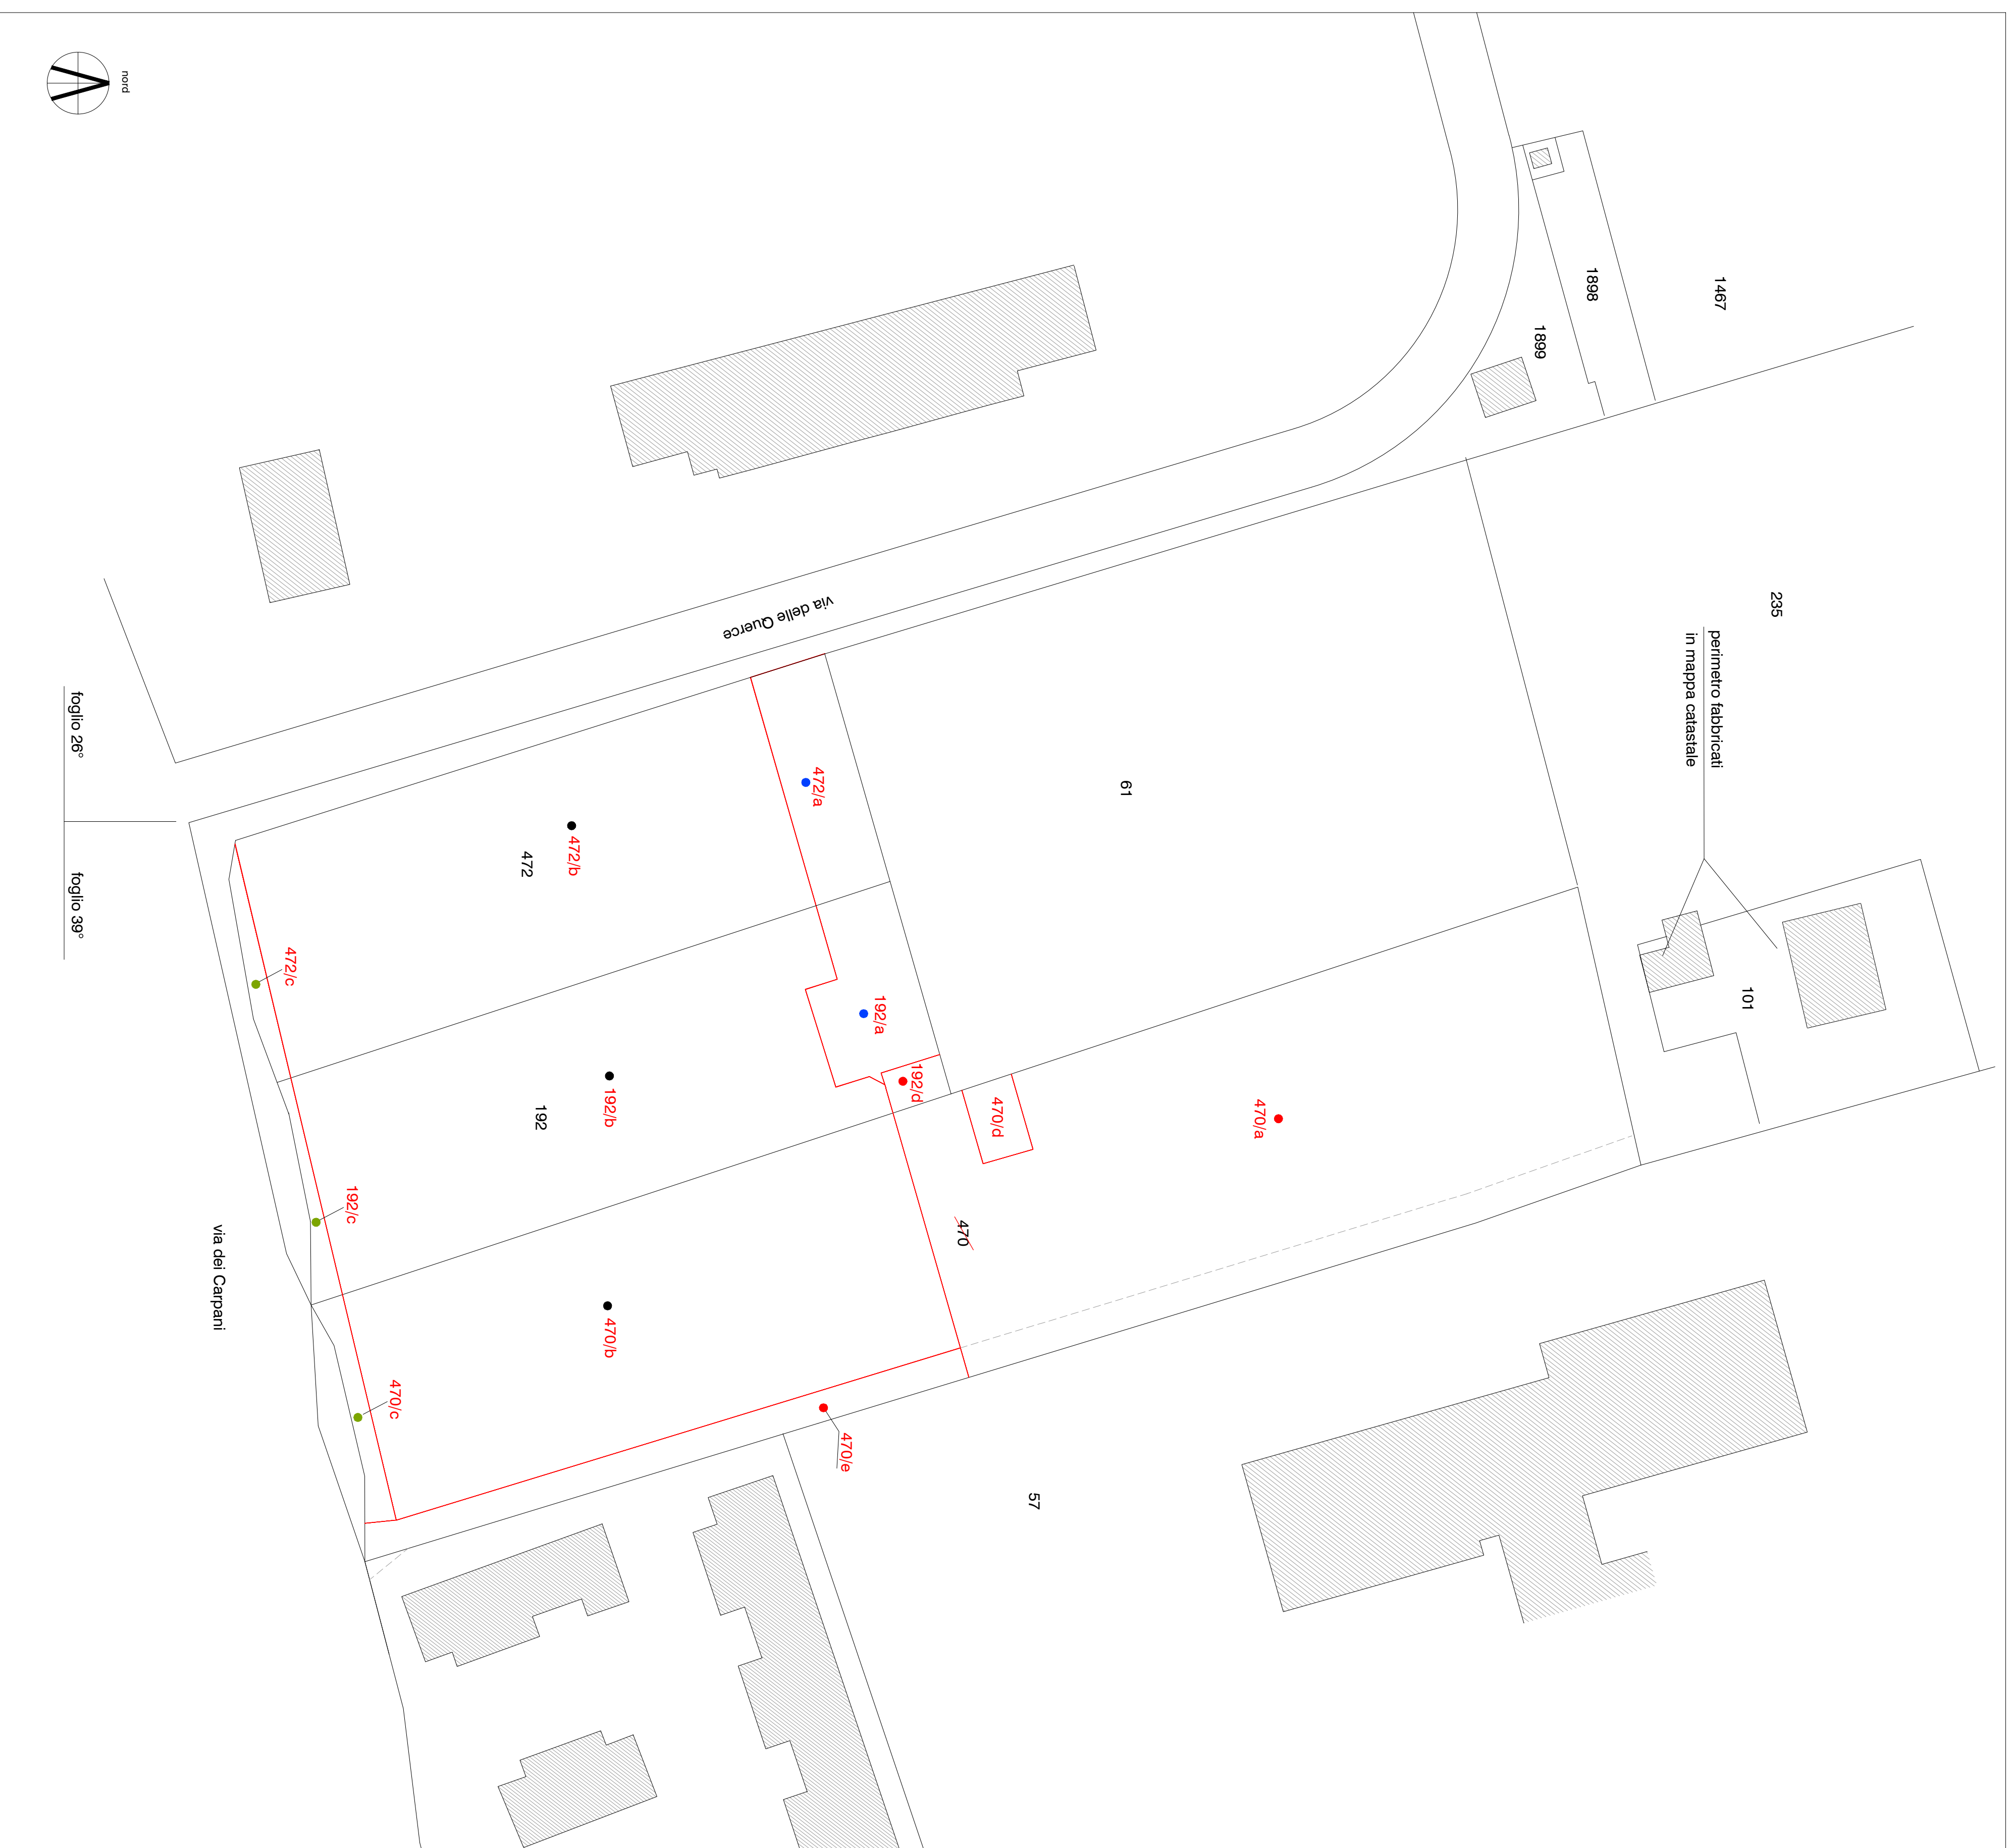 nord
1467
1898
1899
235
perimetro fabbricati
in mappa catastale
via delle Querce
foglio 26°
foglio 39°
61
472/a
472/b
472
101
472/c
192/a
192/d
470/d
470/a
192/b
192
192/c
470
via dei Carpani
470/b
470/c
470/e
57